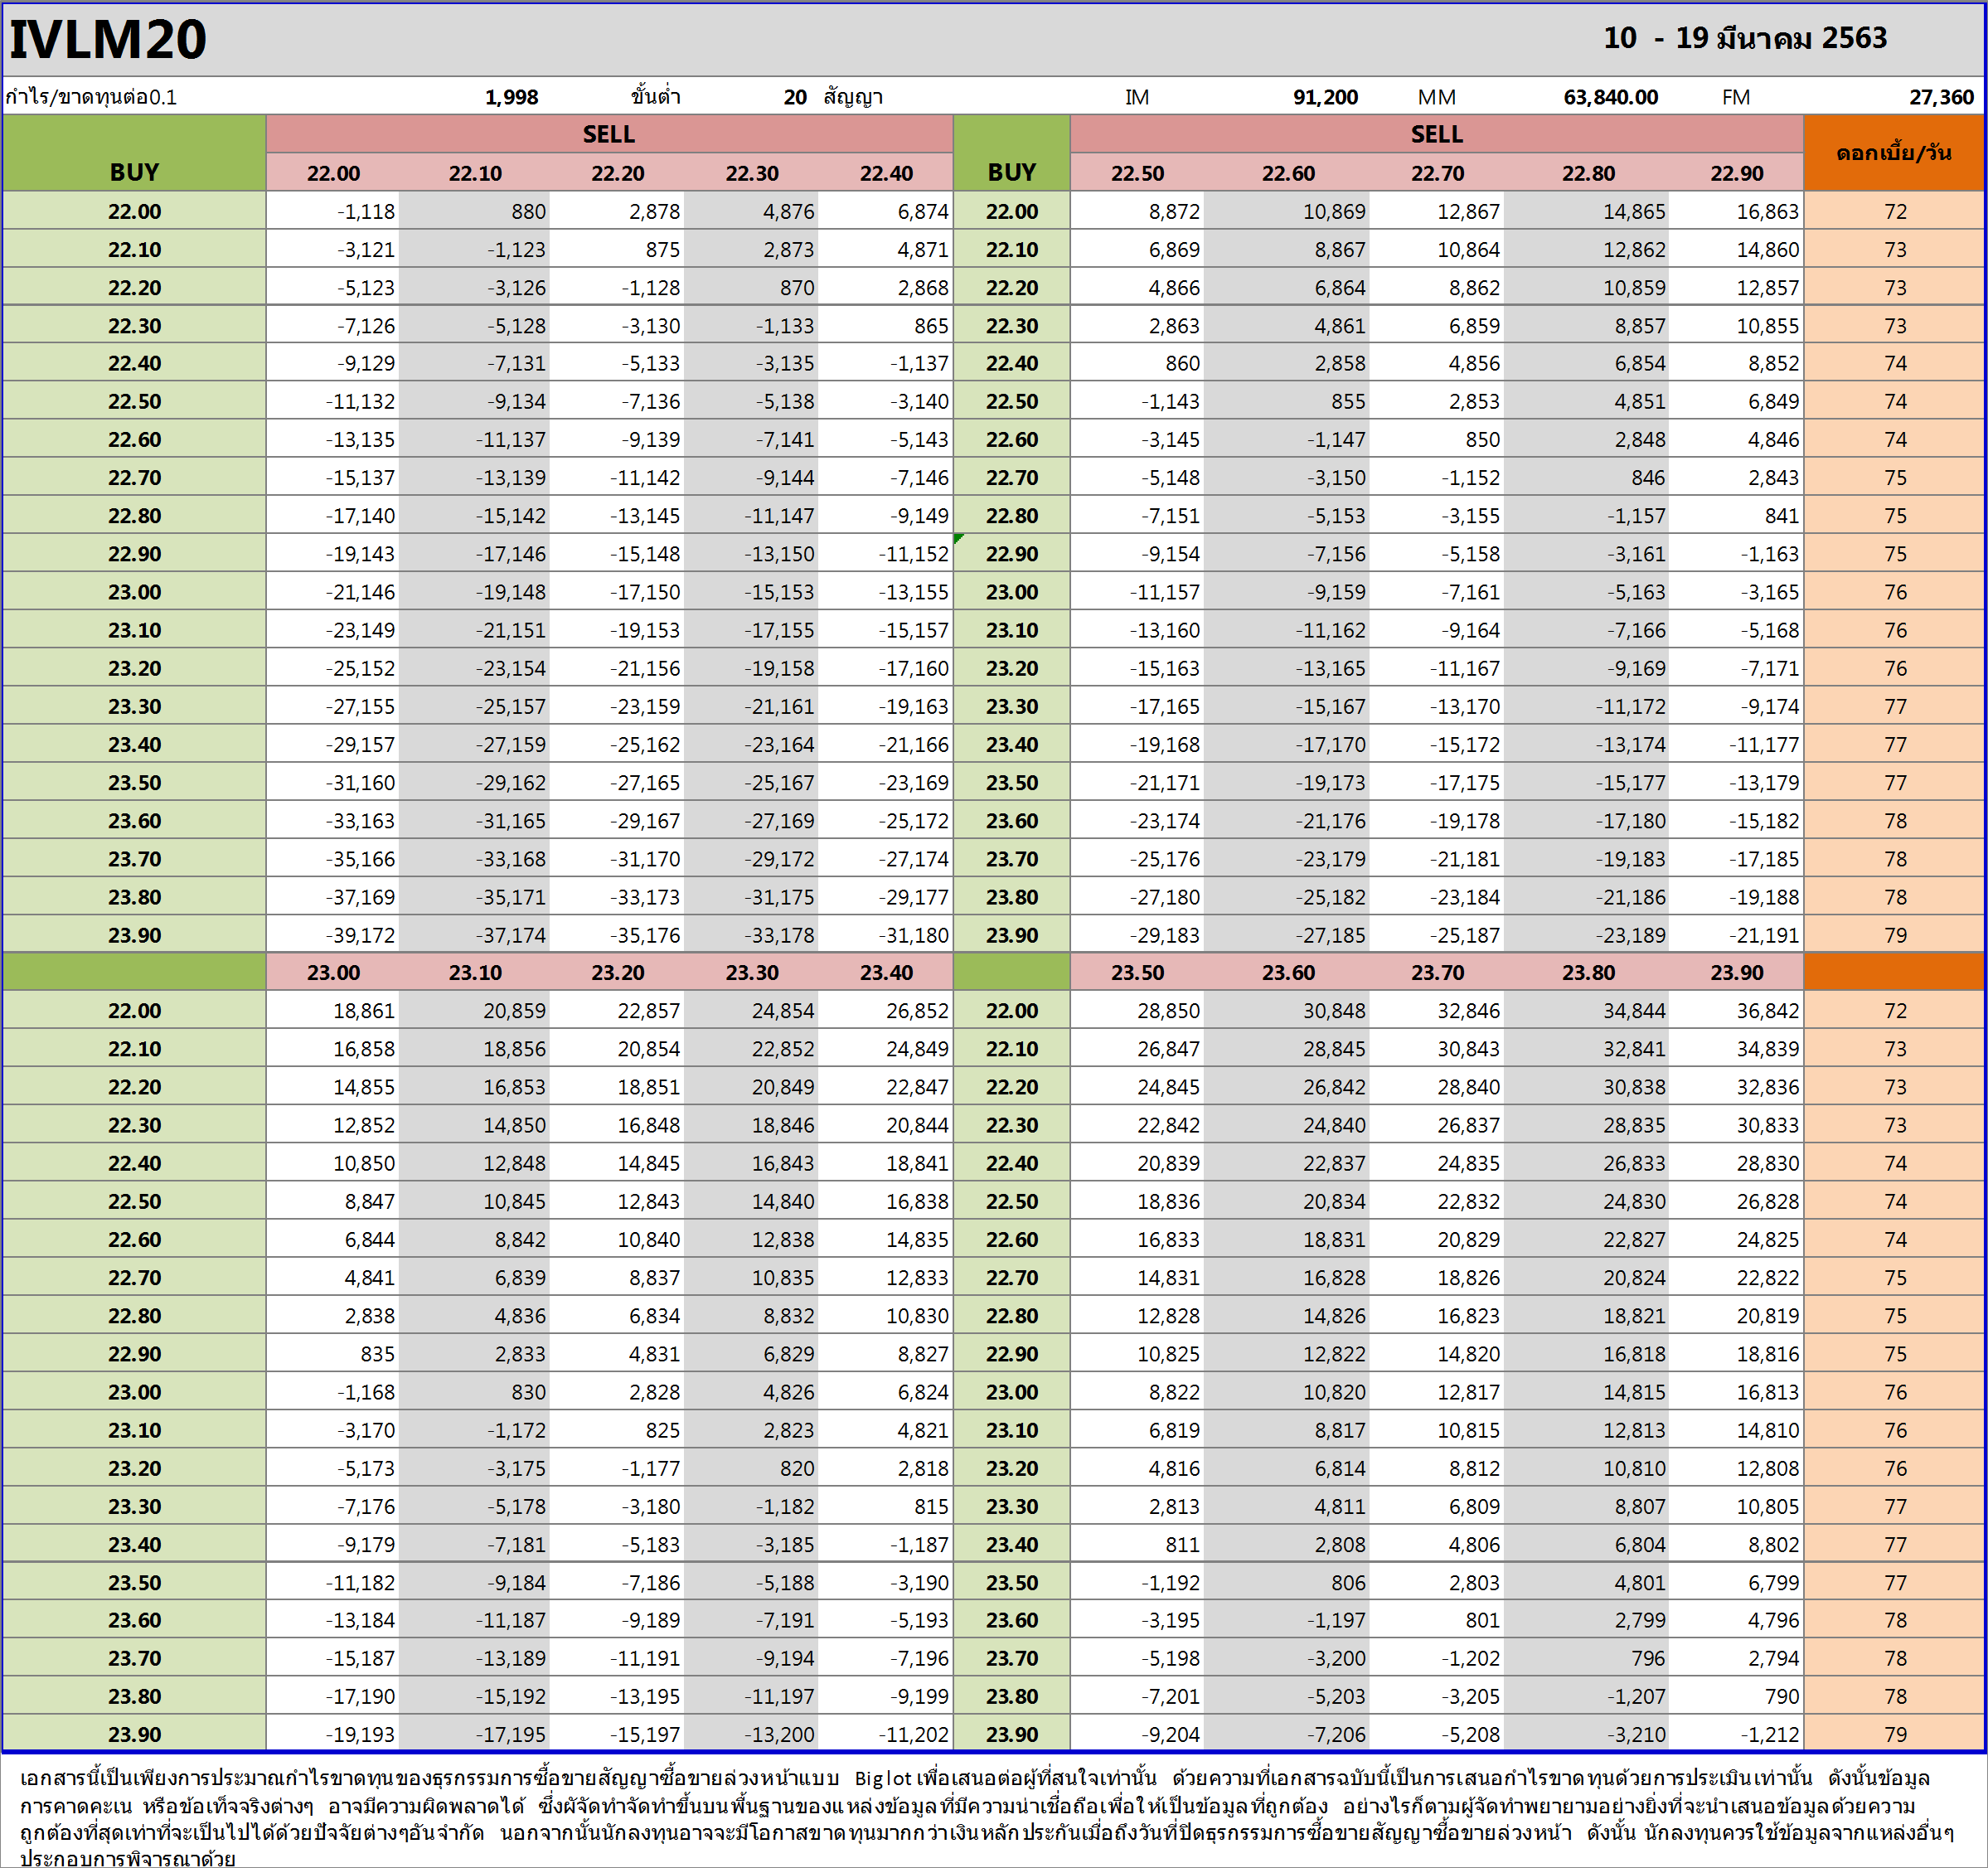 IVLM20 10 - 19 มีนาคม 2563
กำไร/ขาดทุนต่อ0.1 1,998 ขั้นต่ำ 20 สัญญา IM 91,200 MM 63,840.00 FM 27,360
BUY SELL BUY SELL ดอกเบี้ย/วัน
22.00 22.10 22.20 22.30 22.40 22.50 22.60 22.70 22.80 22.90
22.00 -1,118 880 2,878 4,876 6,874 22.00 8,872 10,869 12,867 14,865 16,863 72
22.10 -3,121 -1,123 875 2,873 4,871 22.10 6,869 8,867 10,864 12,862 14,860 73
22.20 -5,123 -3,126 -1,128 870 2,868 22.20 4,866 6,864 8,862 10,859 12,857 73
22.30 -7,126 -5,128 -3,130 -1,133 865 22.30 2,863 4,861 6,859 8,857 10,855 73
22.40 -9,129 -7,131 -5,133 -3,135 -1,137 22.40 860 2,858 4,856 6,854 8,852 74
22.50 -11,132 -9,134 -7,136 -5,138 -3,140 22.50 -1,143 855 2,853 4,851 6,849 74
22.60 -13,135 -11,137 -9,139 -7,141 -5,143 22.60 -3,145 -1,147 850 2,848 4,846 74
22.70 -15,137 -13,139 -11,142 -9,144 -7,146 22.70 -5,148 -3,150 -1,152 846 2,843 75
22.80 -17,140 -15,142 -13,145 -11,147 -9,149 22.80 -7,151 -5,153 -3,155 -1,157 841 75
22.90 -19,143 -17,146 -15,148 -13,150 -11,152 22.90 -9,154 -7,156 -5,158 -3,161 -1,163 75
23.00 -21,146 -19,148 -17,150 -15,153 -13,155 23.00 -11,157 -9,159 -7,161 -5,163 -3,165 76
23.10 -23,149 -21,151 -19,153 -17,155 -15,157 23.10 -13,160 -11,162 -9,164 -7,166 -5,168 76
23.20 -25,152 -23,154 -21,156 -19,158 -17,160 23.20 -15,163 -13,165 -11,167 -9,169 -7,171 76
23.30 -27,155 -25,157 -23,159 -21,161 -19,163 23.30 -17,165 -15,167 -13,170 -11,172 -9,174 77
23.40 -29,157 -27,159 -25,162 -23,164 -21,166 23.40 -19,168 -17,170 -15,172 -13,174 -11,177 77
23.50 -31,160 -29,162 -27,165 -25,167 -23,169 23.50 -21,171 -19,173 -17,175 -15,177 -13,179 77
23.60 -33,163 -31,165 -29,167 -27,169 -25,172 23.60 -23,174 -21,176 -19,178 -17,180 -15,182 78
23.70 -35,166 -33,168 -31,170 -29,172 -27,174 23.70 -25,176 -23,179 -21,181 -19,183 -17,185 78
23.80 -37,169 -35,171 -33,173 -31,175 -29,177 23.80 -27,180 -25,182 -23,184 -21,186 -19,188 78
23.90 -39,172 -37,174 -35,176 -33,178 -31,180 23.90 -29,183 -27,185 -25,187 -23,189 -21,191 79
23.00 23.10 23.20 23.30 23.40 23.50 23.60 23.70 23.80 23.90
22.00 18,861 20,859 22,857 24,854 26,852 22.00 28,850 30,848 32,846 34,844 36,842 72
22.10 16,858 18,856 20,854 22,852 24,849 22.10 26,847 28,845 30,843 32,841 34,839 73
22.20 14,855 16,853 18,851 20,849 22,847 22.20 24,845 26,842 28,840 30,838 32,836 73
22.30 12,852 14,850 16,848 18,846 20,844 22.30 22,842 24,840 26,837 28,835 30,833 73
22.40 10,850 12,848 14,845 16,843 18,841 22.40 20,839 22,837 24,835 26,833 28,830 74
22.50 8,847 10,845 12,843 14,840 16,838 22.50 18,836 20,834 22,832 24,830 26,828 74
22.60 6,844 8,842 10,840 12,838 14,835 22.60 16,833 18,831 20,829 22,827 24,825 74
22.70 4,841 6,839 8,837 10,835 12,833 22.70 14,831 16,828 18,826 20,824 22,822 75
22.80 2,838 4,836 6,834 8,832 10,830 22.80 12,828 14,826 16,823 18,821 20,819 75
22.90 835 2,833 4,831 6,829 8,827 22.90 10,825 12,822 14,820 16,818 18,816 75
23.00 -1,168 830 2,828 4,826 6,824 23.00 8,822 10,820 12,817 14,815 16,813 76
23.10 -3,170 -1,172 825 2,823 4,821 23.10 6,819 8,817 10,815 12,813 14,810 76
23.20 -5,173 -3,175 -1,177 820 2,818 23.20 4,816 6,814 8,812 10,810 12,808 76
23.30 -7,176 -5,178 -3,180 -1,182 815 23.30 2,813 4,811 6,809 8,807 10,805 77
23.40 -9,179 -7,181 -5,183 -3,185 -1,187 23.40 811 2,808 4,806 6,804 8,802 77
23.50 -11,182 -9,184 -7,186 -5,188 -3,190 23.50 -1,192 806 2,803 4,801 6,799 77
23.60 -13,184 -11,187 -9,189 -7,191 -5,193 23.60 -3,195 -1,197 801 2,799 4,796 78
23.70 -15,187 -13,189 -11,191 -9,194 -7,196 23.70 -5,198 -3,200 -1,202 796 2,794 78
23.80 -17,190 -15,192 -13,195 -11,197 -9,199 23.80 -7,201 -5,203 -3,205 -1,207 790 78
23.90 -19,193 -17,195 -15,197 -13,200 -11,202 23.90 -9,204 -7,206 -5,208 -3,210 -1,212 79
เอกสารนี้เป็นเพียงการประมาณกำไรขาดทุนของธุรกรรมการซื้อขายสัญญาซื้อขายล่วงหน้าแบบ Biglot เพื่อเสนอต่อผู้ที่สนใจเท่านั้น ด้วยความที่เอกสารฉบับนี้เป็นการเสนอกำไรขาดทุนด้วยการประเมินเท่านั้น ดังนั้นข้อมูล
การคาดคะเน หรือข้อเท็จจริงต่างๆ อาจมีความผิดพลาดได้ ซึ่งผัจัดทำจัดทำขึ้นบนพื้นฐานของแหล่งข้อมูลที่มีความน่าเชื่อถือเพื่อให้เป็นข้อมูลที่ถูกต้อง อย่างไรก็ตามผู้จัดทำพยายามอย่างยิ่งที่จะนำเสนอข้อมูลด้วยความ
ถูกต้องที่สุดเท่าที่จะเป็นไปได้ด้วยปัจจัยต่างๆอันจำกัด นอกจากนั้นนักลงทุนอาจจะมีโอกาสขาดทุนมากกว่าเงินหลักประกันเมื่อถึงวันที่ปิดธุรกรรมการซื้อขายสัญญาซื้อขายล่วงหน้า ดังนั้น นักลงทุนควรใช้ข้อมูลจากแหล่งอื่นๆ
ประกอบการพิจารณาด้วย